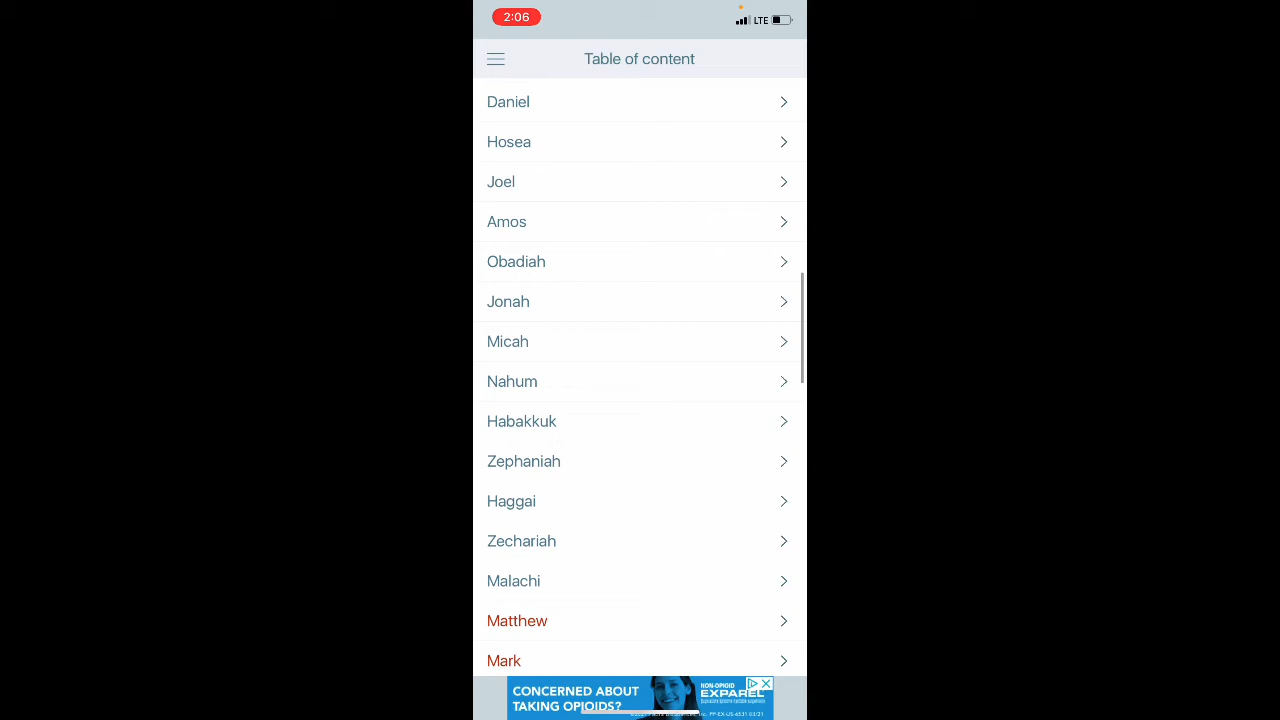 2:06
LTE
Table of content
Daniel
Hosea
Joel
Amos
Obadiah
Jonah
Micah
Nahum
Habakkuk
Zephaniah
Haggai
Zechariah
Malachi
Matthew
Mark
CONCERNED ABOUT
TAKING OPIOIDS?
NON-OPIOID
EXPAREL